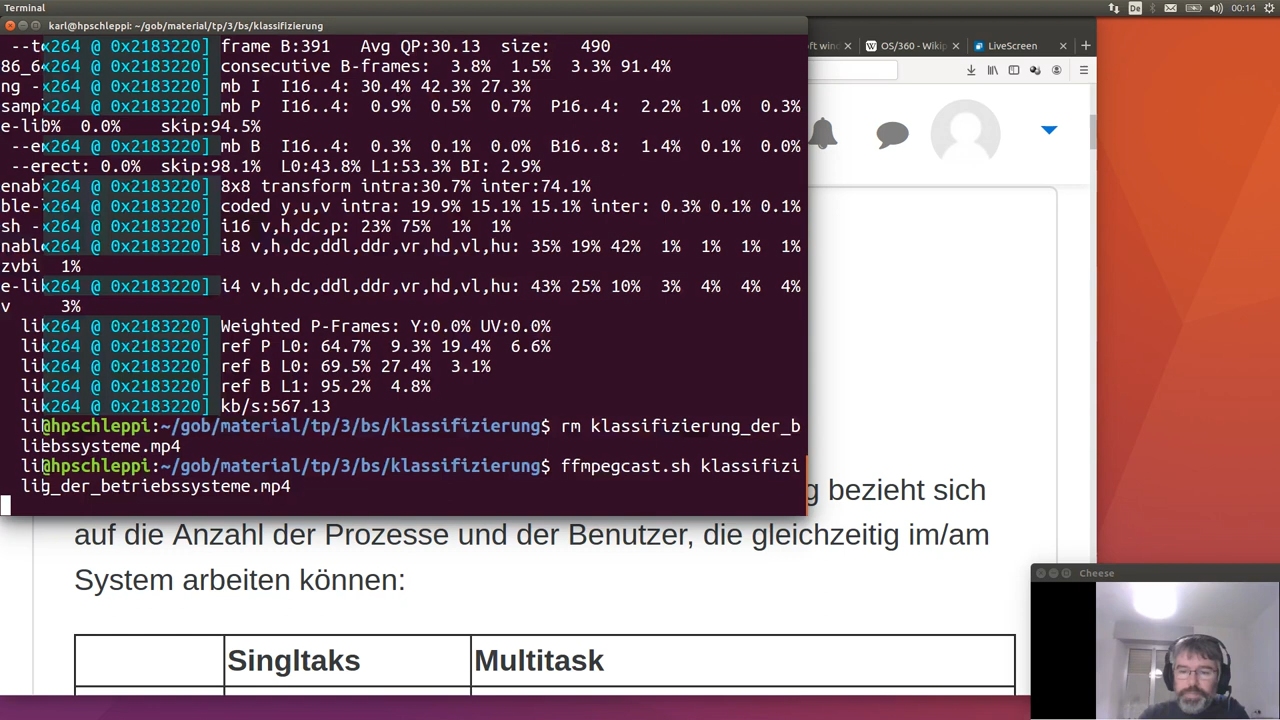 Terminal
De
00:14
karl@hpschleppi: ~/gob/material/tp/3/bs/klassifizierung
oft wind
OS/360 - Wikip
LiveScreen
x264 @ 0x2183220] frame B:391 Avg QP:30.13 size: 490
x264 @ 0x2183220] consecutive B-frames: 3.8% 1.5% 3.3% 91.4%
x264 @ 0x2183220] mb I I16..4: 30.4% 42.3% 27.3%
x264 @ 0x2183220] mb P I16..4: 0.9% 0.5% 0.7% P16..4: 2.2% 1.0% 0.3%
0% 0.0% skip:94.5%
x264 @ 0x2183220] mb B I16..4: 0.3% 0.1% 0.0% B16..8: 1.4% 0.1% 0.0%
--erect: 0.0% skip:98.1% L0:43.8% L1:53.3% BI: 2.9%
x264 @ 0x2183220] 8x8 transform intra:30.7% inter:74.1%
x264 @ 0x2183220] coded y,u,v intra: 19.9% 15.1% 15.1% inter: 0.3% 0.1% 0.1%
x264 @ 0x2183220] i16 v,h,dc,p: 23% 75% 1% 1%
x264 @ 0x2183220] i8 v,h,dc,ddl,ddr,vr,hd,vl,hu: 35% 19% 42% 1% 1% 1% 1%
zvbi 1%
x264 @ 0x2183220] i4 v,h,dc,ddl,ddr,vr,hd,vl,hu: 43% 25% 10% 3% 4% 4% 4%
v 3%
x264 @ 0x2183220] Weighted P-Frames: Y:0.0% UV:0.0%
x264 @ 0x2183220] ref P L0: 64.7% 9.3% 19.4% 6.6%
x264 @ 0x2183220] ref B L0: 69.5% 27.4% 3.1%
x264 @ 0x2183220] ref B L1: 95.2% 4.8%
x264 @ 0x2183220] kb/s:567.13
li@hpschleppi:~/gob/material/tp/3/bs/klassifizierung$ rm klassifizierung_der_b
libbssysteme.mp4
li@hpschleppi:~/gob/material/tp/3/bs/klassifizierung$ ffmpegcast.sh klassifizi
lig_der_betriebssysteme.mp4
g bezieht sich
auf die Anzahl der Prozesse und der Benutzer, die gleichzeitig im/am
System arbeiten können:
Singltaks Multitask
Cheese